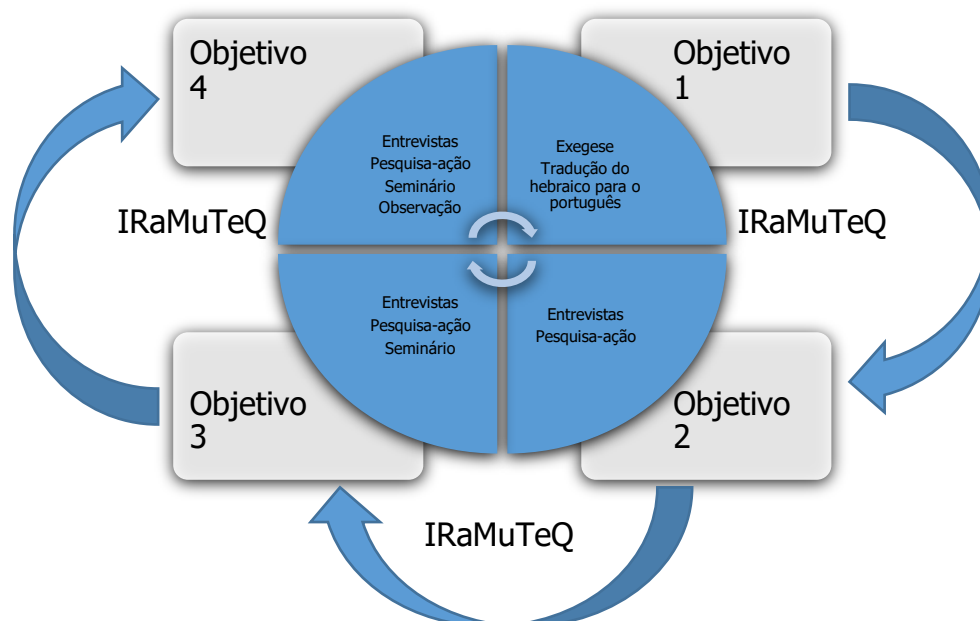 Objetivo
4
Objetivo
1
Entrevistas
Pesquisa-ação
Seminário
Observação
Exegese
Tradução do
hebraico para o
português
IRaMuTeQ
IRaMuTeQ
Entrevistas
Pesquisa-ação
Seminário
Entrevistas
Pesquisa-ação
Objetivo
3
Objetivo
2
IRaMuTeQ